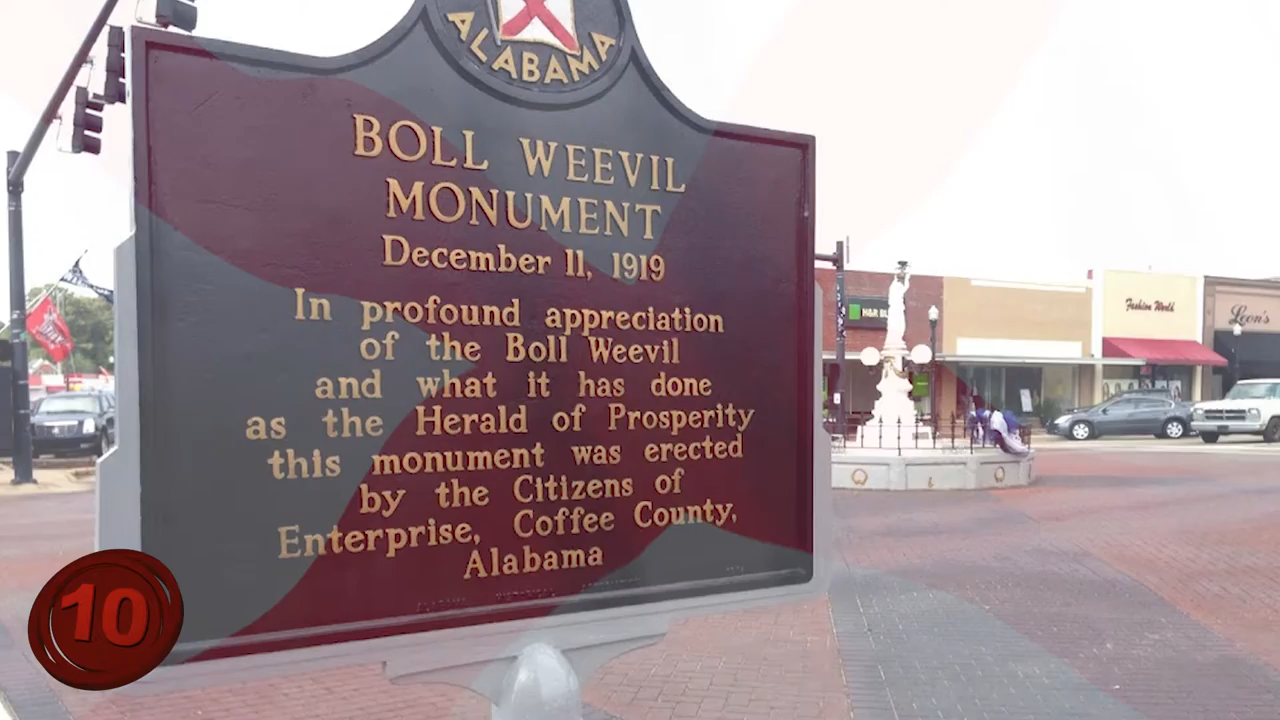 ALABAMA
BOLL WEEVIL
MONUMENT
December 11, 1919
In profound appreciation
of the Boll Weevil
and what it has done
as the Herald of Prosperity
this monument was erected
by the Citizens of
Enterprise, Coffee County,
Alabama
H&R BL
Fashion World
Leon's
10